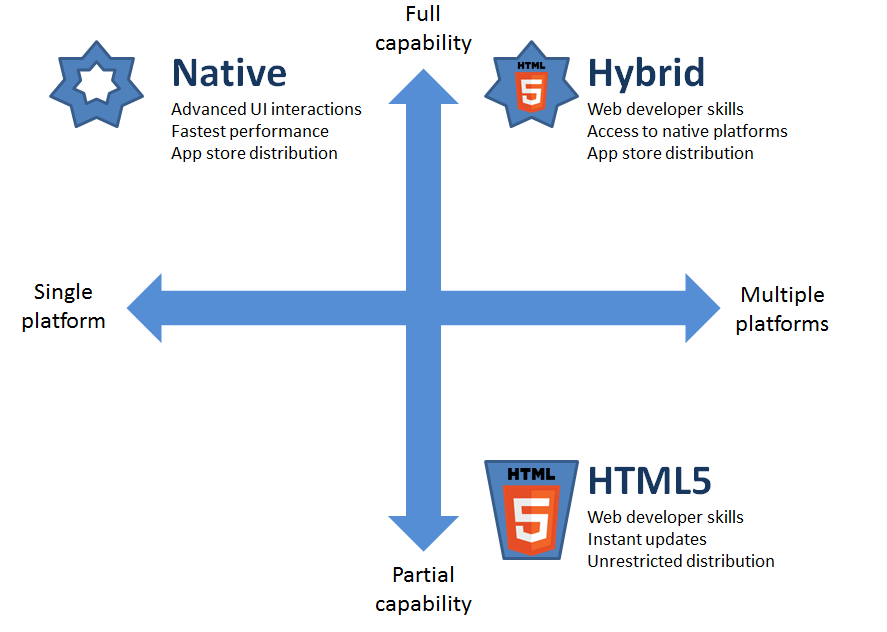 Full
capability
Native
Advanced UI interactions
Fastest performance
App store distribution
HTML
5
Hybrid
Web developer skills
Access to native platforms
App store distribution
Single
platform
Multiple
platforms
HTML
5
HTML5
Web developer skills
Instant updates
Unrestricted distribution
Partial
capability